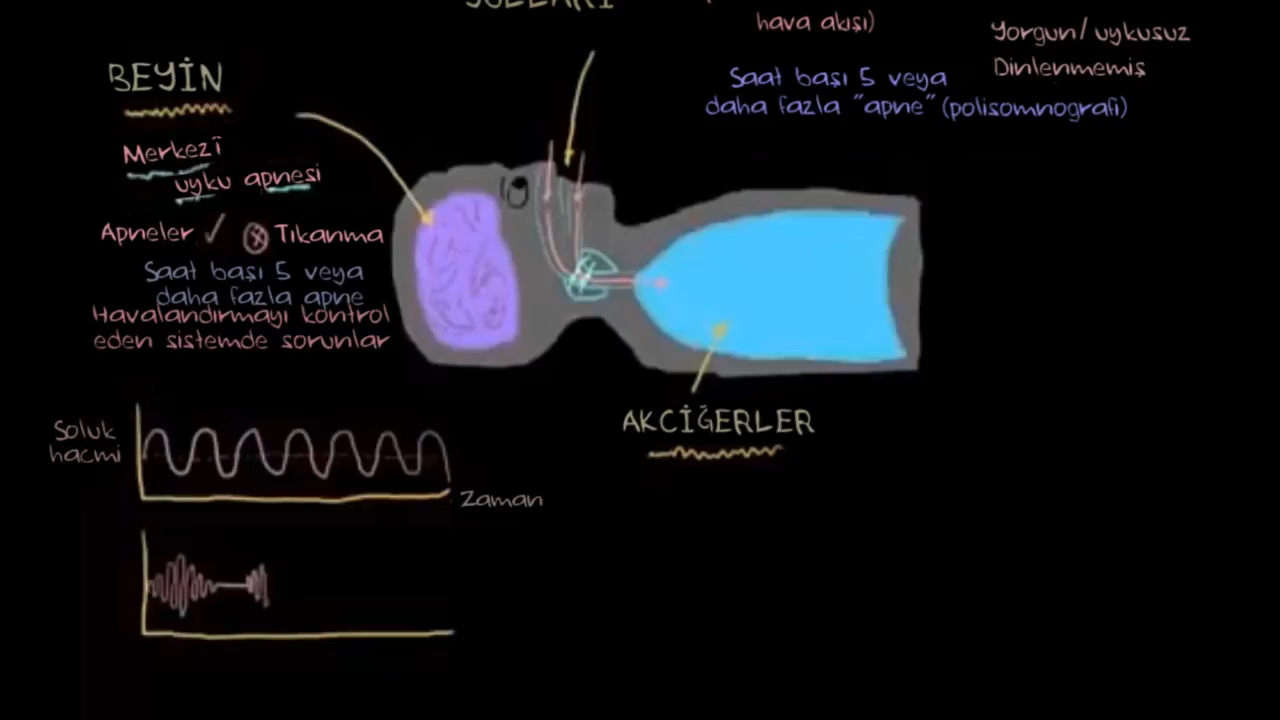 hava akışı)
Yorgun/uykusuz
Dinlenmemiş
Saat başı 5 veya
daha fazla "apne" (polisomnografi)
BEYİN
Merkezî
uyku apnesi
Apneler ✓ Tıkanma
Saat başı 5 veya
daha fazla apne
Havalandırmayı kontrol
eden sistemde sorunlar
AKCİĞERLER
Soluk
hacmi
Zaman